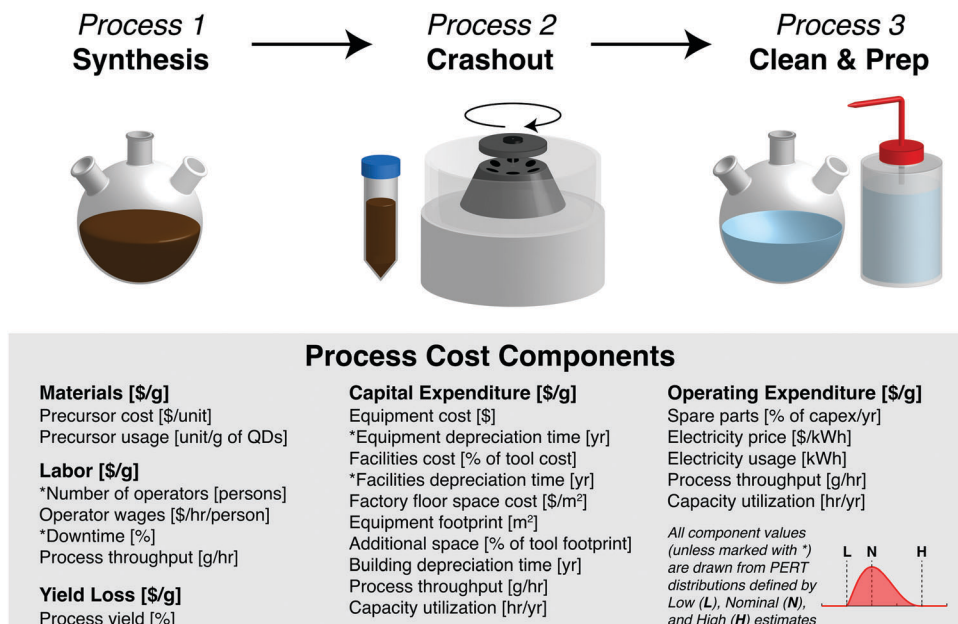 Process 1
Synthesis
Process 2
Crashout
Process 3
Clean & Prep
Process Cost Components
Materials [$/g]
Precursor cost [$/unit]
Precursor usage [unit/g of QDs]
Labor [$/g]
*Number of operators [persons]
Operator wages [$/hr/person]
*Downtime [%]
Process throughput [g/hr]
Yield Loss [$/g]
Process yield [%]
Capital Expenditure [$/g]
Equipment cost [$]
*Equipment depreciation time [yr]
Facilities cost [% of tool cost]
*Facilities depreciation time [yr]
Factory floor space cost [$/m²]
Equipment footprint [m²]
Additional space [% of tool footprint]
Building depreciation time [yr]
Process throughput [g/hr]
Capacity utilization [hr/yr]
Operating Expenditure [$/g]
Spare parts [% of capex/yr]
Electricity price [$/kWh]
Electricity usage [kWh]
Process throughput [g/hr]
Capacity utilization [hr/yr]
All component values
(unless marked with *)
are drawn from PERT
distributions defined by
Low (L), Nominal (N),
and High (H) estimates
L N H